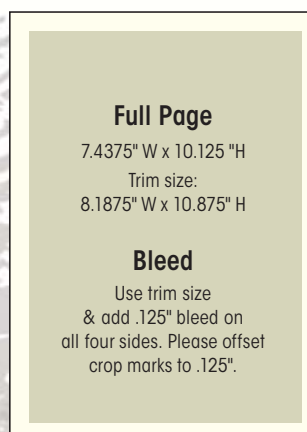 Full Page
7.4375" W x 10.125 "H
Trim size:
8.1875" W x 10.875" H
Bleed
Use trim size
& add .125" bleed on
all four sides. Please offset
crop marks to .125".